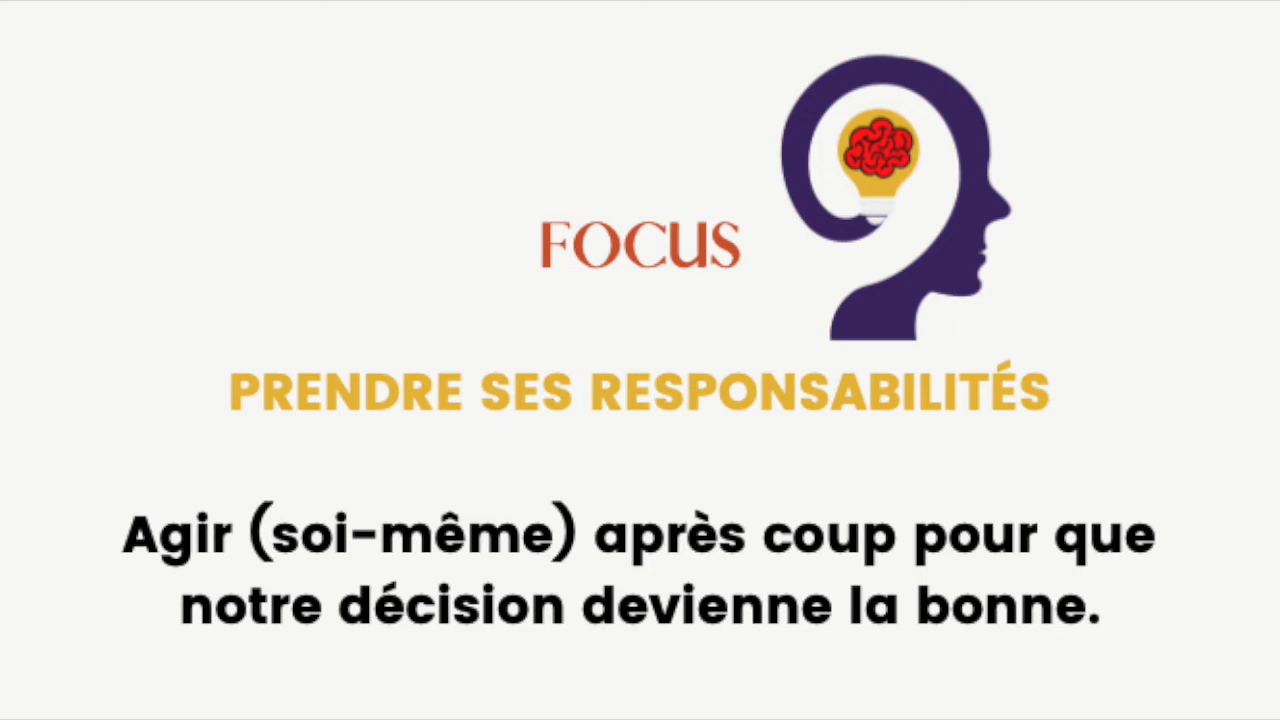 FOCUS
PRENDRE SES RESPONSABILITÉS
Agir (soi-même) après coup pour que
notre décision devienne la bonne.